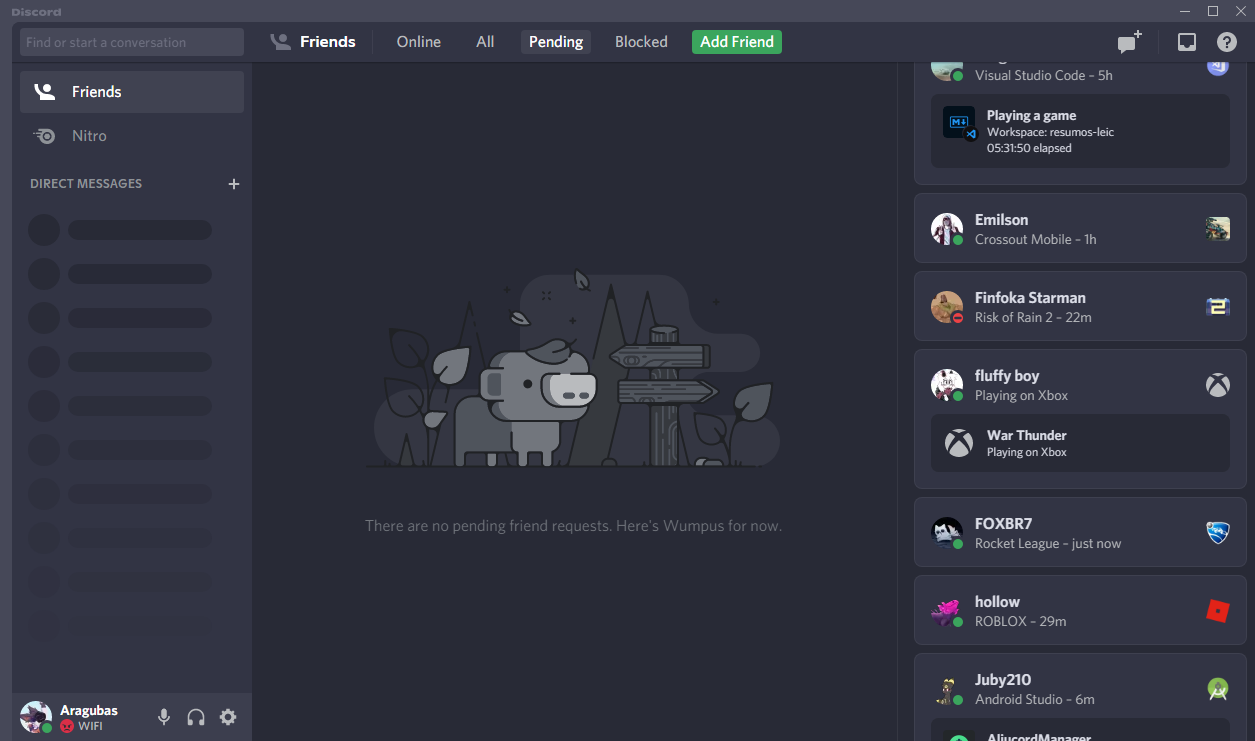 Discord
Find or start a conversation
Friends
Online
All
Pending
Blocked
Add Friend
Friends
Nitro
DIRECT MESSAGES
There are no pending friend requests. Here's Wumpus for now.
Aragubas
WIFI
Visual Studio Code – 5h
Playing a game
Workspace: resumos-leic
05:31:50 elapsed
Emilson
Crossout Mobile – 1h
Finfoka Starman
Risk of Rain 2 – 22m
fluffy boy
Playing on Xbox
War Thunder
Playing on Xbox
FOXBR7
Rocket League – just now
hollow
ROBLOX – 29m
Juby210
Android Studio – 6m
AliucordManager